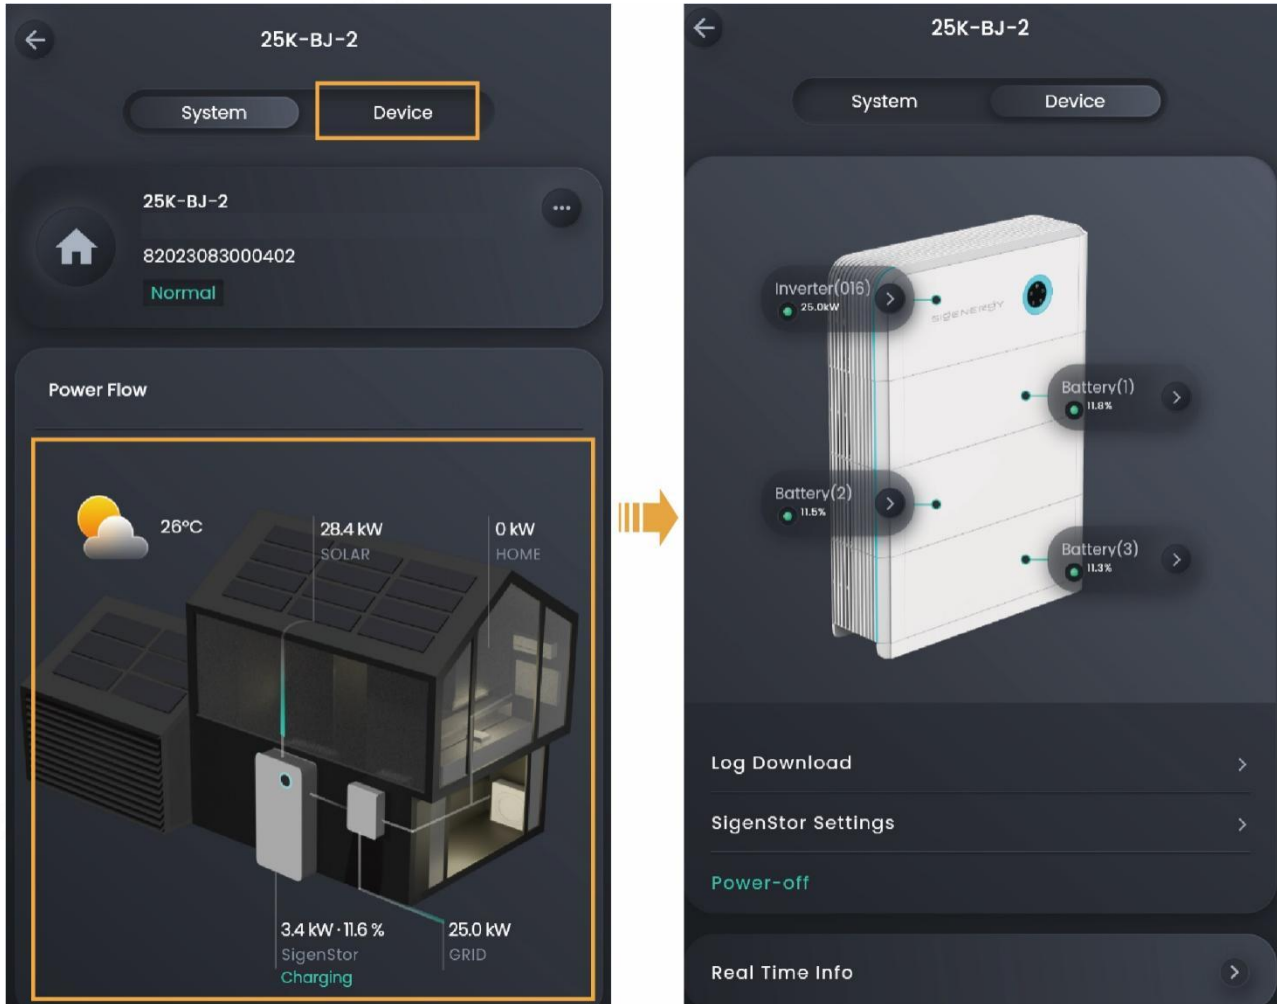 25K-BJ-2
System
Device
25K-BJ-2
82023083000402
Normal
Power Flow
26°C
28.4 kW
SOLAR
0 kW
HOME
3.4 kW · 11.6 %
SigenStor
Charging
25.0 kW
GRID
25K-BJ-2
System
Device
Inverter(016)
25.0kW
SIGENERGY
Battery(1)
11.8%
Battery(2)
11.5%
Battery(3)
11.3%
Log Download
SigenStor Settings
Power-off
Real Time Info